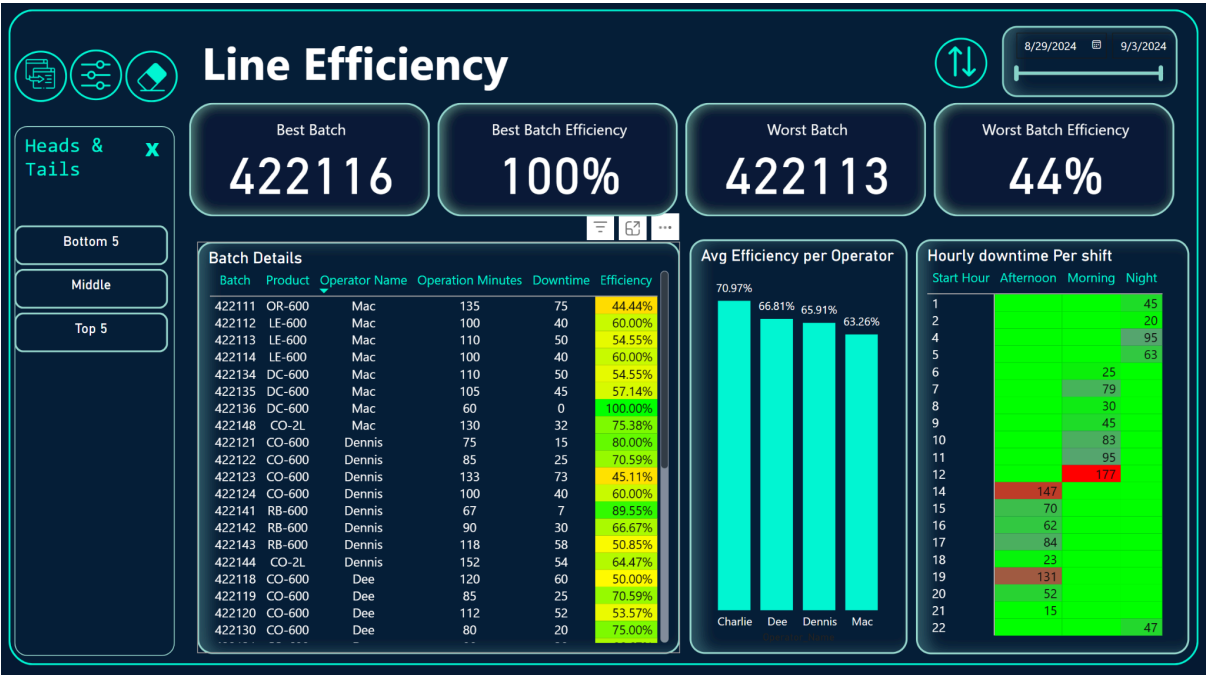 Line Efficiency
8/29/2024 9/3/2024
Heads & X
Tails
Bottom 5
Middle
Top 5
Best Batch
422116
Best Batch Efficiency
100%
Worst Batch
422113
Worst Batch Efficiency
44%
Batch Details
Batch Product Operator Name Operation Minutes Downtime Efficiency
422111 OR-600 Mac 135 75 44.44%
422112 LE-600 Mac 100 40 60.00%
422113 LE-600 Mac 110 50 54.55%
422114 LE-600 Mac 100 40 60.00%
422134 DC-600 Mac 110 50 54.55%
422135 DC-600 Mac 105 45 57.14%
422136 DC-600 Mac 60 0 100.00%
422148 CO-2L Mac 130 32 75.38%
422121 CO-600 Dennis 75 15 80.00%
422122 CO-600 Dennis 85 25 70.59%
422123 CO-600 Dennis 133 73 45.11%
422124 CO-600 Dennis 100 40 60.00%
422141 RB-600 Dennis 67 7 89.55%
422142 RB-600 Dennis 90 30 66.67%
422143 RB-600 Dennis 118 58 50.85%
422144 CO-2L Dennis 152 54 64.47%
422118 CO-600 Dee 120 60 50.00%
422119 CO-600 Dee 85 25 70.59%
422120 CO-600 Dee 112 52 53.57%
422130 CO-600 Dee 80 20 75.00%
Avg Efficiency per Operator
70.97%
66.81% 65.91%
63.26%
Charlie Dee Dennis Mac
Hourly downtime Per shift
Start Hour Afternoon Morning Night
1 45
2 20
4 95
5 63
6 25
7 79
8 30
9 45
10 83
11 95
12 177
14 147
15 70
16 62
17 84
18 23
19 131
20 52
21 15
22 47